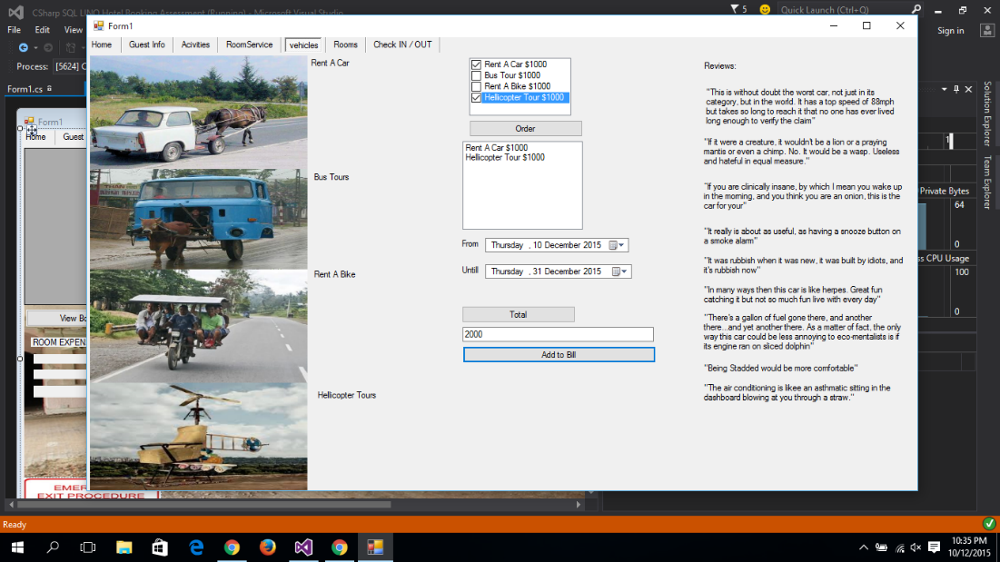 CSharp SQL LINQ Hotel Booking Assessment (Running) - Microsoft Visual Studio
5
Quick Launch (Ctrl+Q)
File Edit View
Sign in
Process: [5624] C
Form1.cs
Form1
Home Guest
View Bo
ROOM EXPEN
EMER
EXIT PROCEDURE
Form1
Home Guest Info Acivities RoomService vehicles Rooms Check IN / OUT
Rent A Car
Bus Tours
Rent A Bike
Hellicopter Tours
Rent A Car $1000
Bus Tour $1000
Rent A Bike $1000
Hellicopter Tour $1000
Order
Rent A Car $1000
Hellicopter Tour $1000
From Thursday , 10 December 2015
Untill Thursday , 31 December 2015
Total
2000
Add to Bill
Reviews:
"This is without doubt the worst car, not just in its
category, but in the world. It has a top speed of 88mph
but takes so long to reach it that no one has ever lived
long enough to verify the claim"
"If it were a creature, it wouldn't be a lion or a praying
mantis or even a chimp. No. It would be a wasp. Useless
and hateful in equal measure."
"If you are clinically insane, by which I mean you wake up
in the morning, and you think you are an onion, this is the
car for your"
"It really is about as useful, as having a snooze button on
a smoke alarm"
"It was rubbish when it was new, it was built by idiots, and
it's rubbish now"
"In many ways then this car is like herpes. Great fun
catching it but not so much fun live with every day"
"There's a gallon of fuel gone there, and another
there...and yet another there. As a matter of fact, the only
way this car could be less annoying to eco-mentalists is if
its engine ran on sliced dolphin"
"Being Stadded would be more comfortable"
"The air conditioning is likee an asthmatic sitting in the
dashboard blowing at you through a straw."
Private Bytes
64
0
ss CPU Usage
100
0
Solution Explorer
Team Explorer
Ready
10:35 PM
10/12/2015